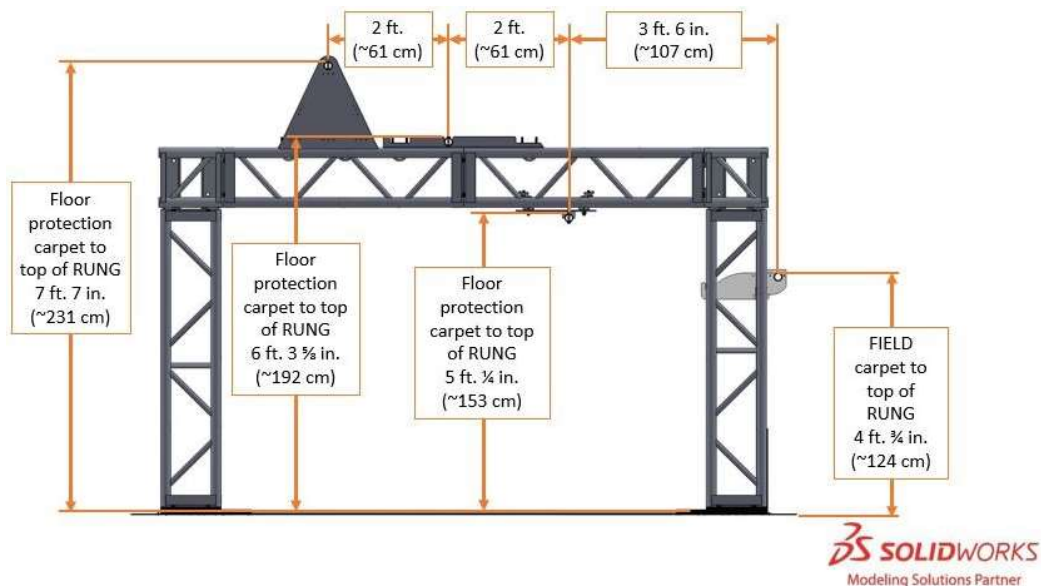 2 ft.
(~61 cm)
2 ft.
(~61 cm)
3 ft. 6 in.
(~107 cm)
Floor
protection
carpet to
top of RUNG
7 ft. 7 in.
(~231 cm)
Floor
protection
carpet to top
of RUNG
6 ft. 3 ⅝ in.
(~192 cm)
Floor
protection
carpet to top
of RUNG
5 ft. ¼ in.
(~153 cm)
FIELD
carpet to
top of
RUNG
4 ft. ¾ in.
(~124 cm)
SOLIDWORKS
Modeling Solutions Partner